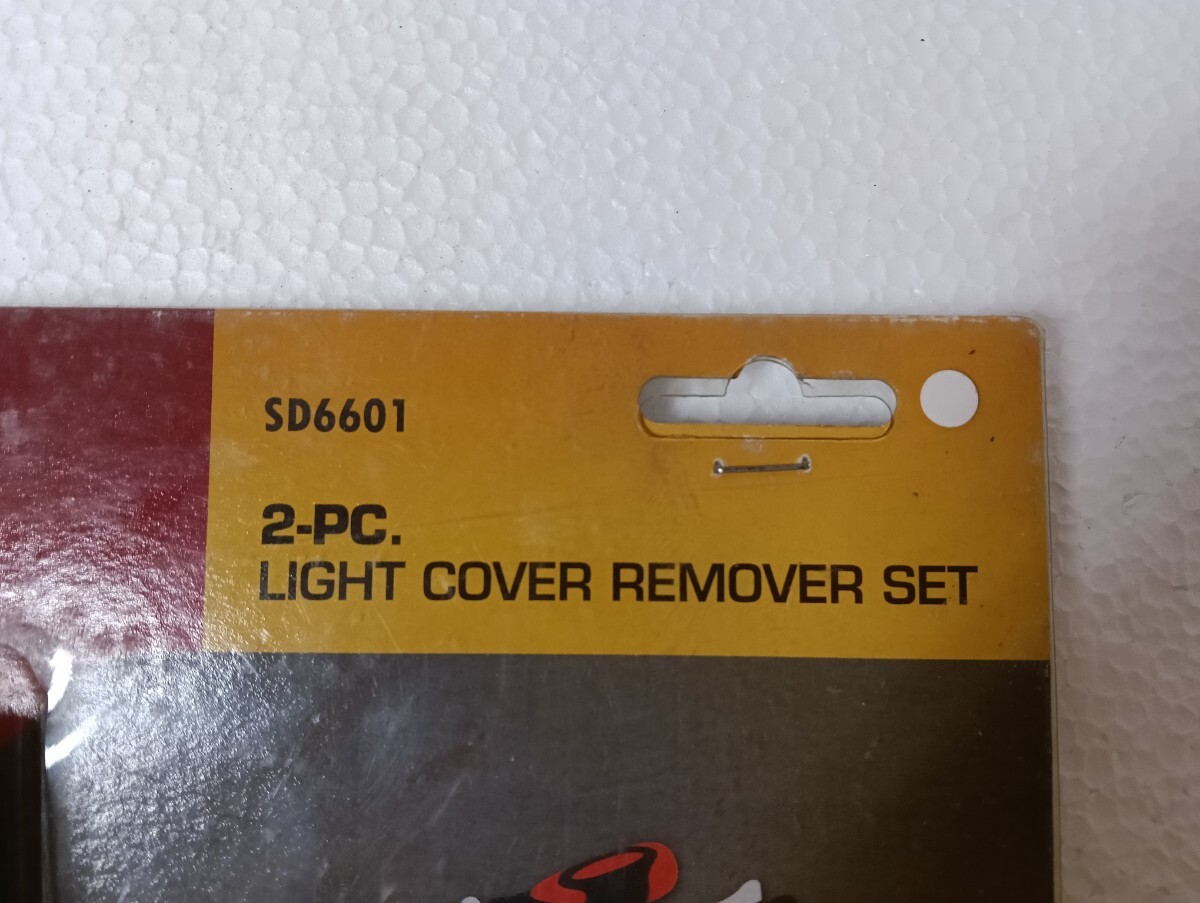 SD6601
2-PC.
LIGHT COVER REMOVER SET